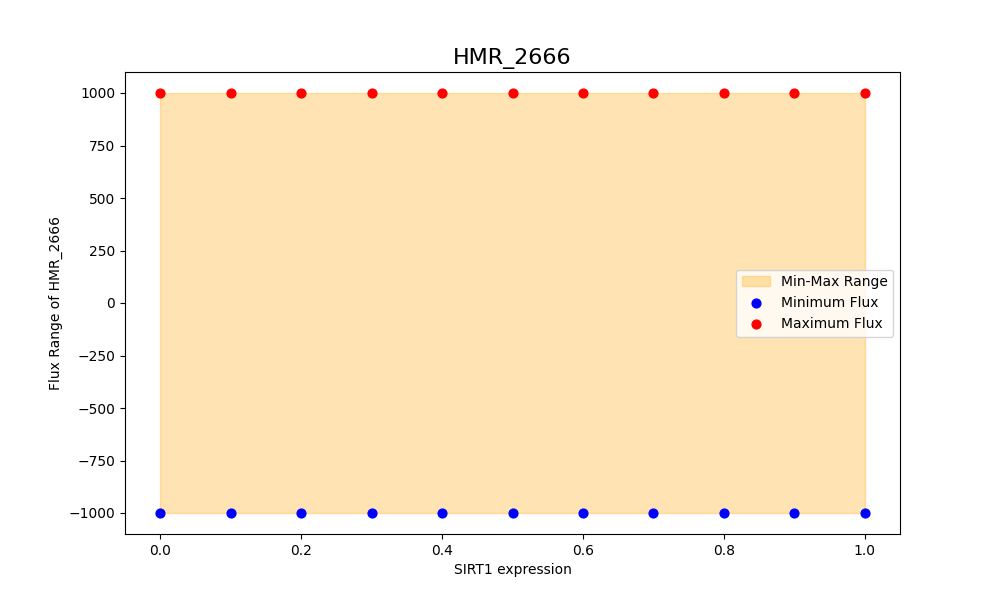 HMR_2666
Flux Range of HMR_2666
1000
750
500
250
0
−250
−500
−750
−1000
Min-Max Range
Minimum Flux
Maximum Flux
0.0
0.2
0.4
0.6
0.8
1.0
SIRT1 expression